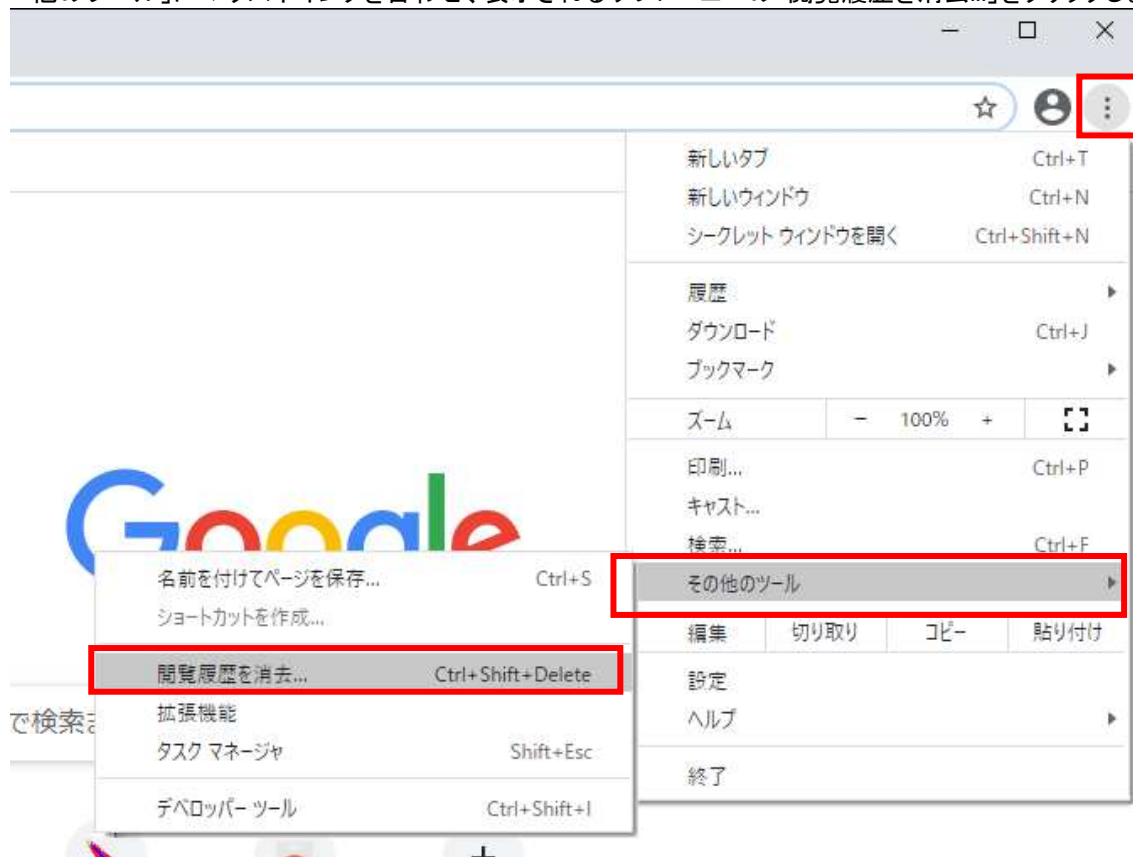 新しいタブ Ctrl+T
新しいウィンドウ Ctrl+N
シークレット ウィンドウを開く Ctrl+Shift+N
履歴
ダウンロード Ctrl+J
ブックマーク
ズーム － 100% +
印刷... Ctrl+P
キャスト...
検索... Ctrl+F
Google
名前を付けてページを保存... Ctrl+S
ショートカットを作成...
閲覧履歴を消去... Ctrl+Shift+Delete
拡張機能
タスク マネージャ Shift+Esc
デベロッパー ツール Ctrl+Shift+I
その他のツール
編集 切り取り コピー 貼り付け
設定
ヘルプ
終了
で検索